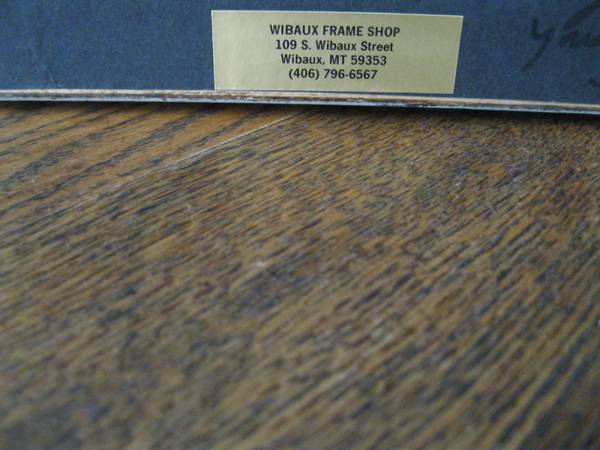 WIBAUX FRAME SHOP
109 S. Wibaux Street
Wibaux, MT 59353
(406) 796-6567